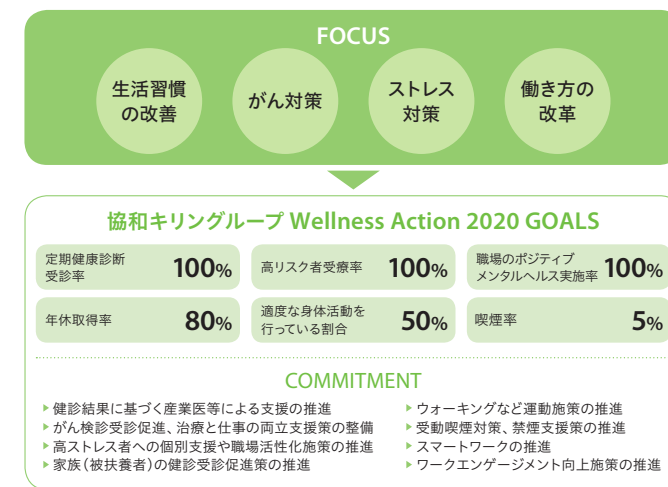 FOCUS
生活習慣
の改善
がん対策
ストレス
対策
働き方の
改革
協和キリングループ Wellness Action 2020 GOALS
定期健康診断
受診率
100%
高リスク者受療率
100%
職場のポジティブ
メンタルヘルス実施率
100%
年休取得率
80%
適度な身体活動を
行っている割合
50%
喫煙率
5%
COMMITMENT
▶ 健診結果に基づく産業医等による支援の推進
▶ がん検診受診促進、治療と仕事の両立支援策の整備
▶ 高ストレス者への個別支援や職場活性化施策の推進
▶ 家族（被扶養者）の健診受診促進策の推進
▶ ウォーキングなど運動施策の推進
▶ 受動喫煙対策、禁煙支援策の推進
▶ スマートワークの推進
▶ ワークエンゲージメント向上施策の推進